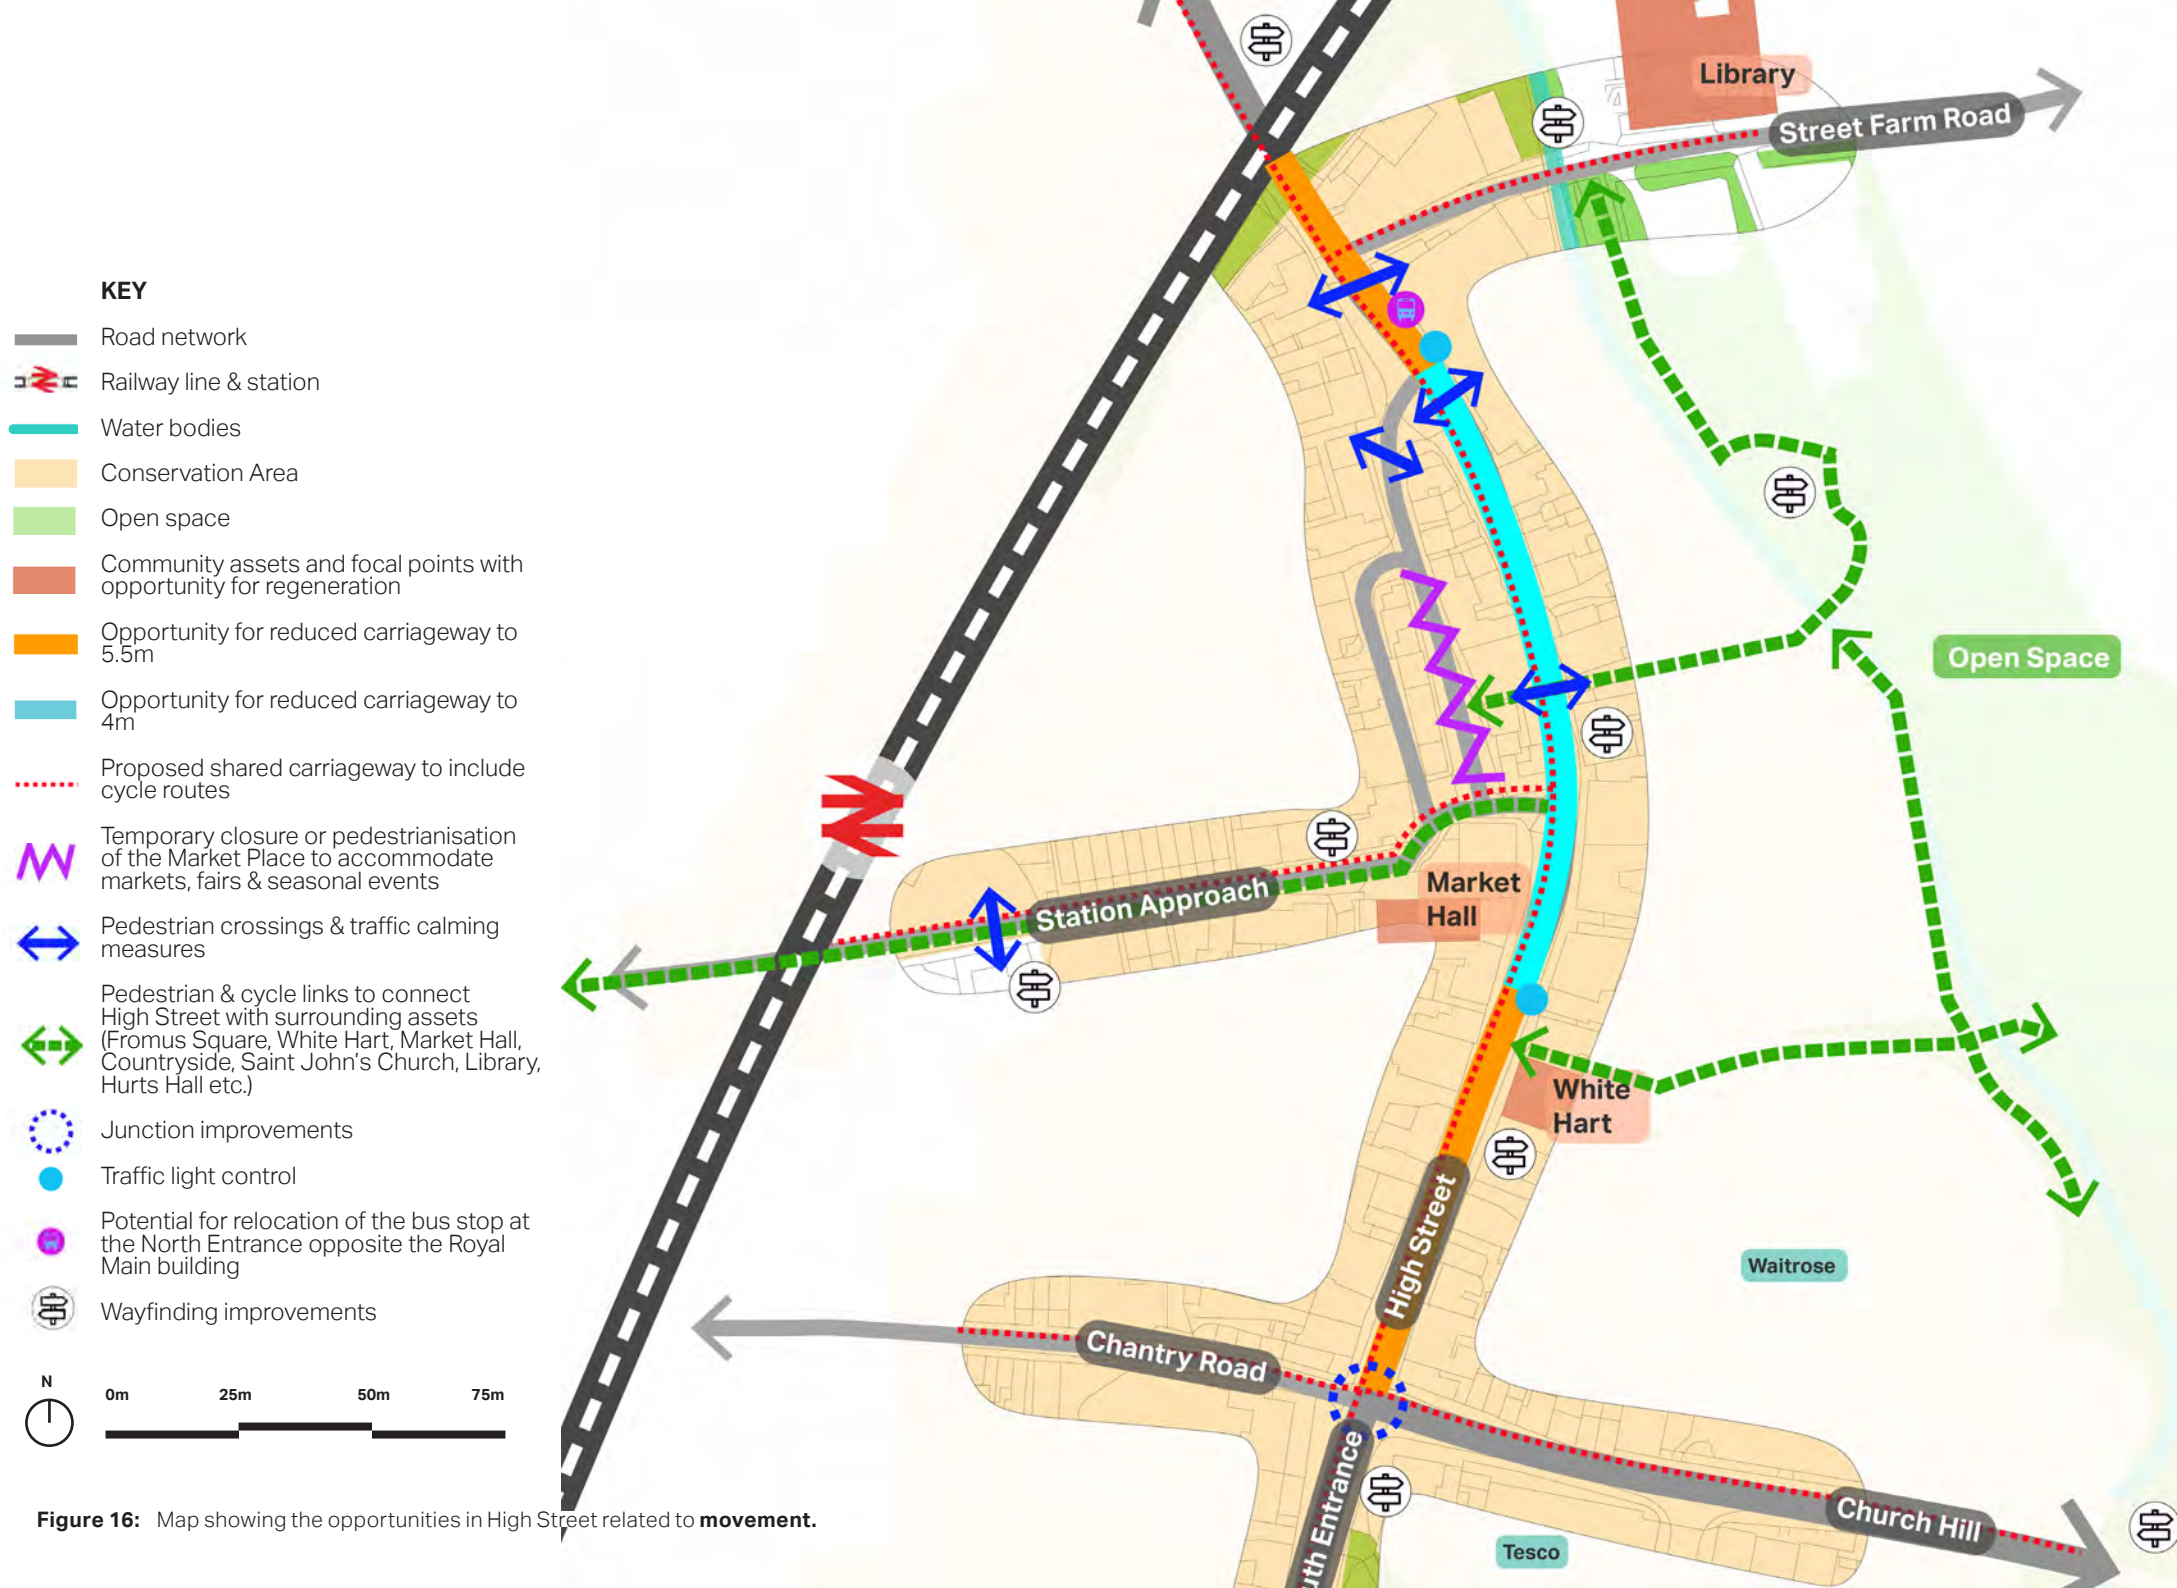 KEY
Road network
Railway line & station
Water bodies
Conservation Area
Open space
Community assets and focal points with
opportunity for regeneration
Opportunity for reduced carriageway to
5.5m
Opportunity for reduced carriageway to
4m
Proposed shared carriageway to include
cycle routes
Temporary closure or pedestrianisation
of the Market Place to accommodate
markets, fairs & seasonal events
Pedestrian crossings & traffic calming
measures
Pedestrian & cycle links to connect
High Street with surrounding assets
(Fromus Square, White Hart, Market Hall,
Countryside, Saint John's Church, Library,
Hurts Hall etc.)
Junction improvements
Traffic light control
Potential for relocation of the bus stop at
the North Entrance opposite the Royal
Main building
Wayfinding improvements
N
0m 25m 50m 75m
Figure 16: Map showing the opportunities in High Street related to movement.
Library
Street Farm Road
Open Space
Market
Hall
Station Approach
White
Hart
High Street
Waitrose
Chantry Road
uth Entrance
Church Hill
Tesco